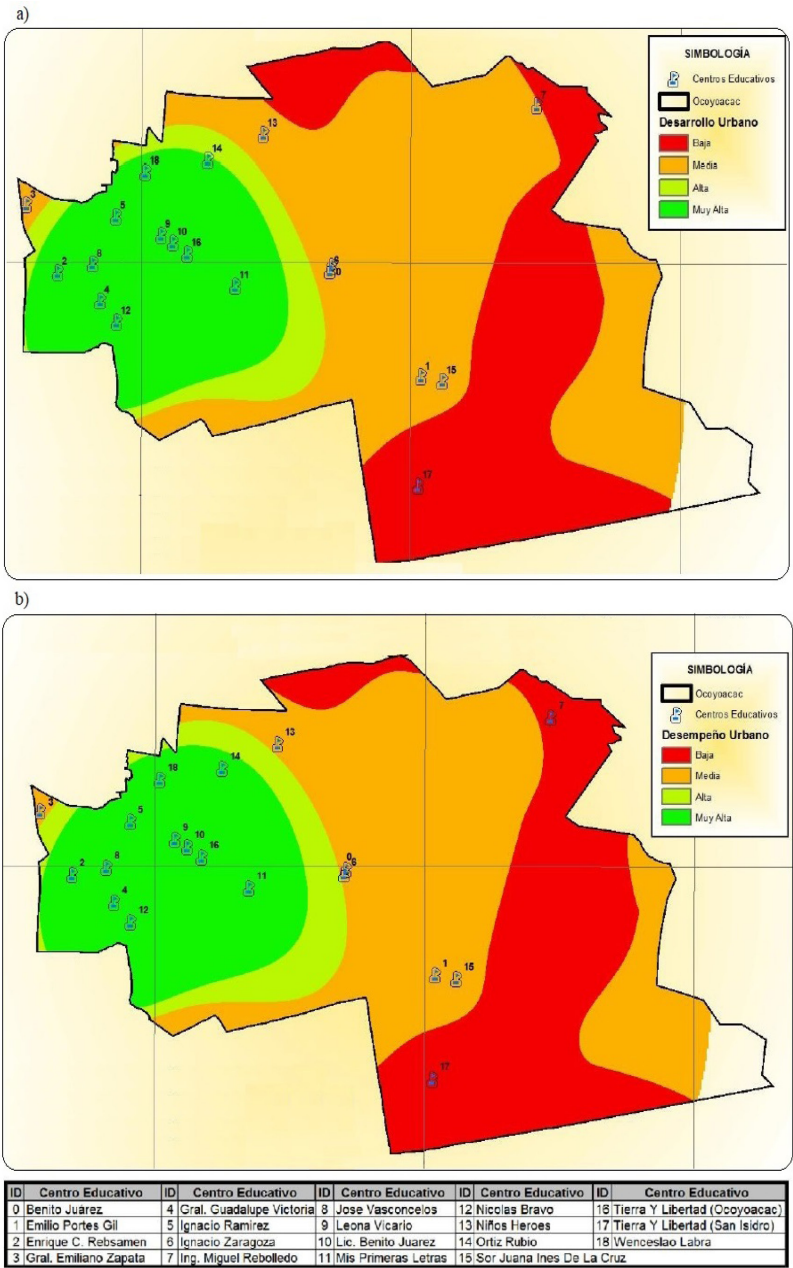 a)
SIMBOLOGÍA
Centros Educativos
Ocoyoacac
Desarrollo Urbano
Baja
Media
Alta
Muy Alta
7
13
14
18
3
5
9
10
16
6
0
8
2
11
4
12
1
15
17
b)
SIMBOLOGÍA
Ocoyoacac
Centros Educativos
Desempeño Urbano
Baja
Media
Alta
Muy Alta
7
13
14
18
3
5
9
10
16
0
6
8
2
11
4
12
1
15
17
ID Centro Educativo ID Centro Educativo ID Centro Educativo ID Centro Educativo ID Centro Educativo
0 Benito Juárez 4 Gral. Guadalupe Victoria 8 Jose Vasconcelos 12 Nicolas Bravo 16 Tierra Y Libertad (Ocoyoacac)
1 Emilio Portes Gil 5 Ignacio Ramirez 9 Leona Vicario 13 Niños Heroes 17 Tierra Y Libertad (San Isidro)
2 Enrique C. Rebsamen 6 Ignacio Zaragoza 10 Lic. Benito Juarez 14 Ortiz Rubio 18 Wenceslao Labra
3 Gral. Emiliano Zapata 7 Ing. Miguel Rebolledo 11 Mis Primeras Letras 15 Sor Juana Ines De La Cruz